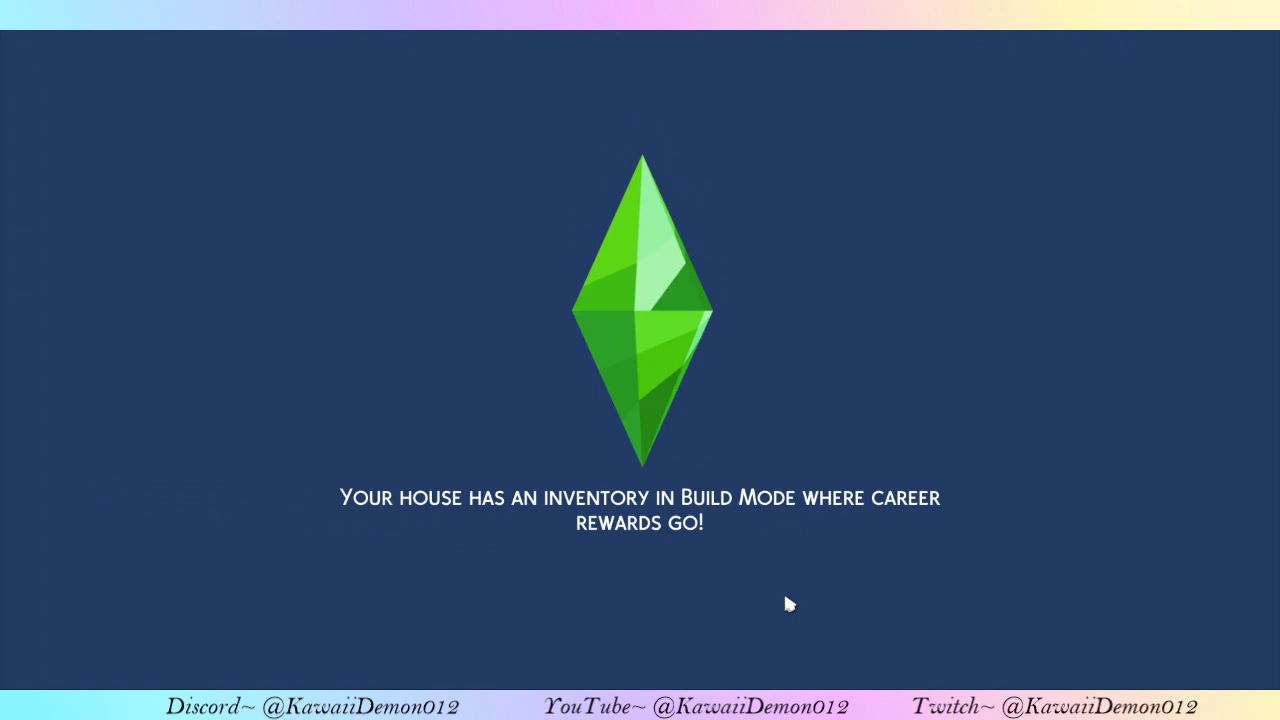 Your house has an inventory in Build Mode where career
rewards go!
Discord~ @KawaiiDemon012 YouTube~ @KawaiiDemon012 Twitch~ @KawaiiDemon012